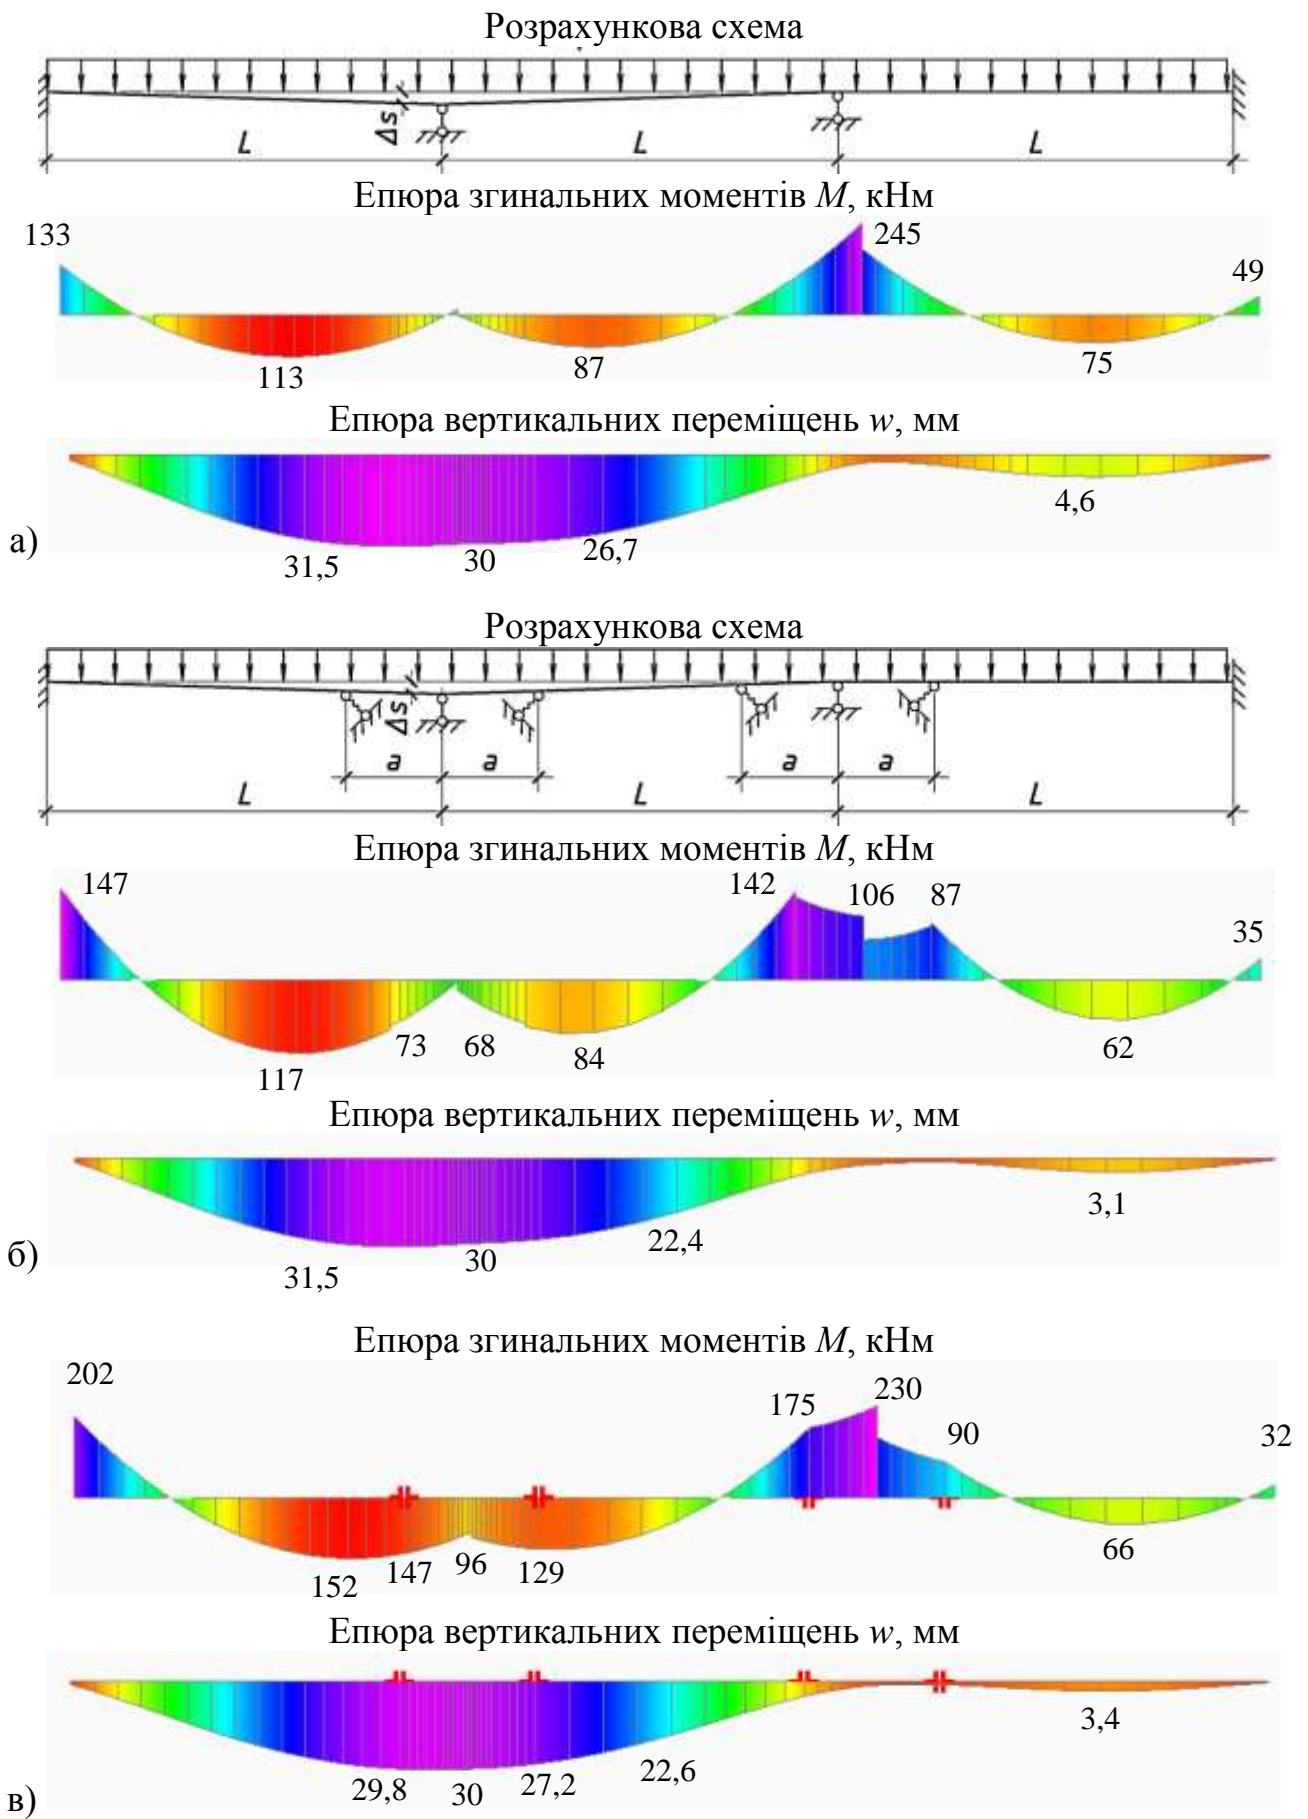 Розрахункова схема
Δs
L L L
Епюра згинальних моментів M, кНм
133 245 49
113 87 75
Епюра вертикальних переміщень w, мм
а) 31,5 30 26,7 4,6
Розрахункова схема
Δs
a a a a
L L L
Епюра згинальних моментів M, кНм
147 142 106 87 35
117 73 68 84 62
Епюра вертикальних переміщень w, мм
б) 31,5 30 22,4 3,1
Епюра згинальних моментів M, кНм
202 175 230 90 32
152 147 96 129 66
Епюра вертикальних переміщень w, мм
в) 29,8 30 27,2 22,6 3,4